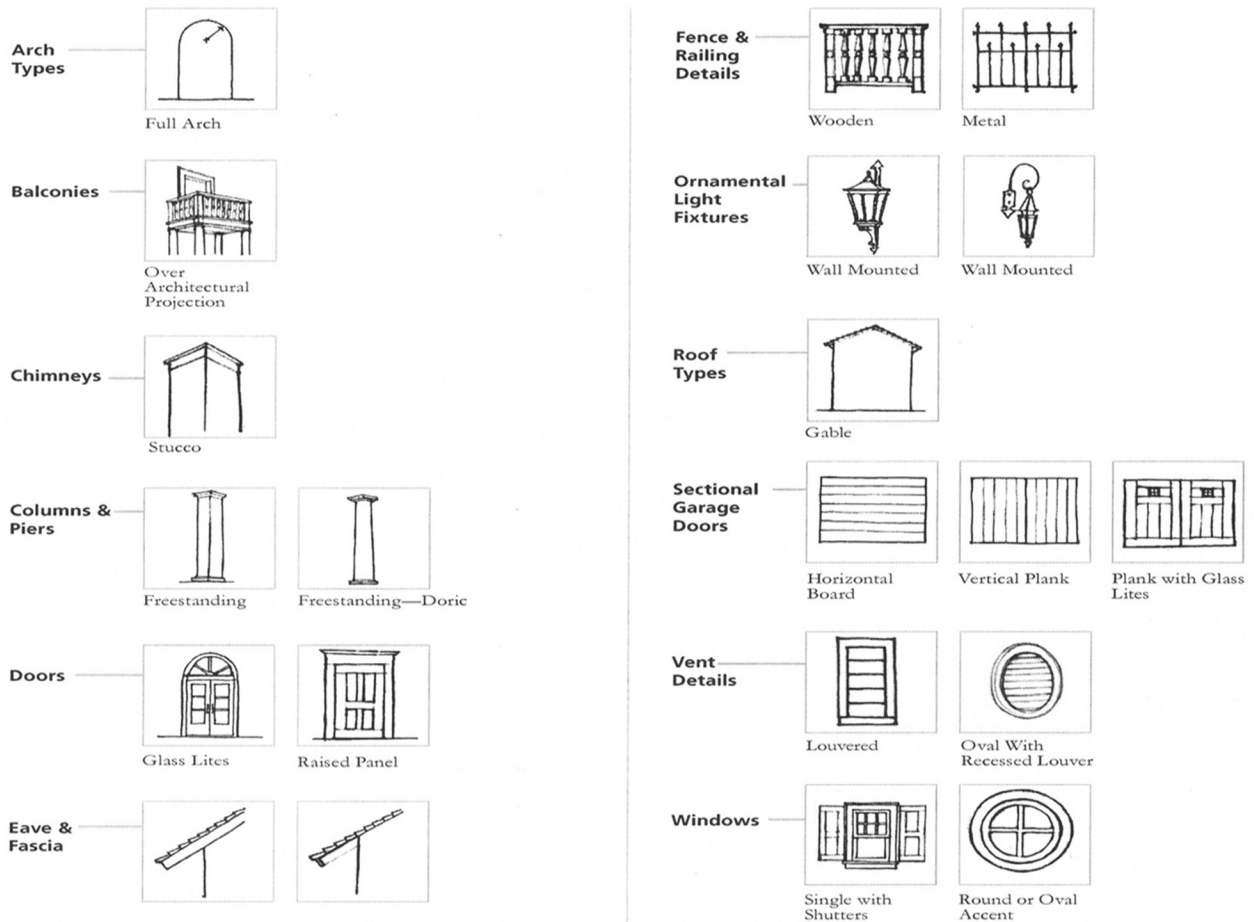 Arch
Types
Full Arch
Balconies
Over
Architectural
Projection
Chimneys
Stucco
Columns &
Piers
Freestanding
Freestanding—Doric
Doors
Glass Lites
Raised Panel
Eave &
Fascia
Fence &
Railing
Details
Wooden
Metal
Ornamental
Light
Fixtures
Wall Mounted
Wall Mounted
Roof
Types
Gable
Sectional
Garage
Doors
Horizontal
Board
Vertical Plank
Plank with Glass
Lites
Vent
Details
Louvered
Oval With
Recessed Louver
Windows
Single with
Shutters
Round or Oval
Accent